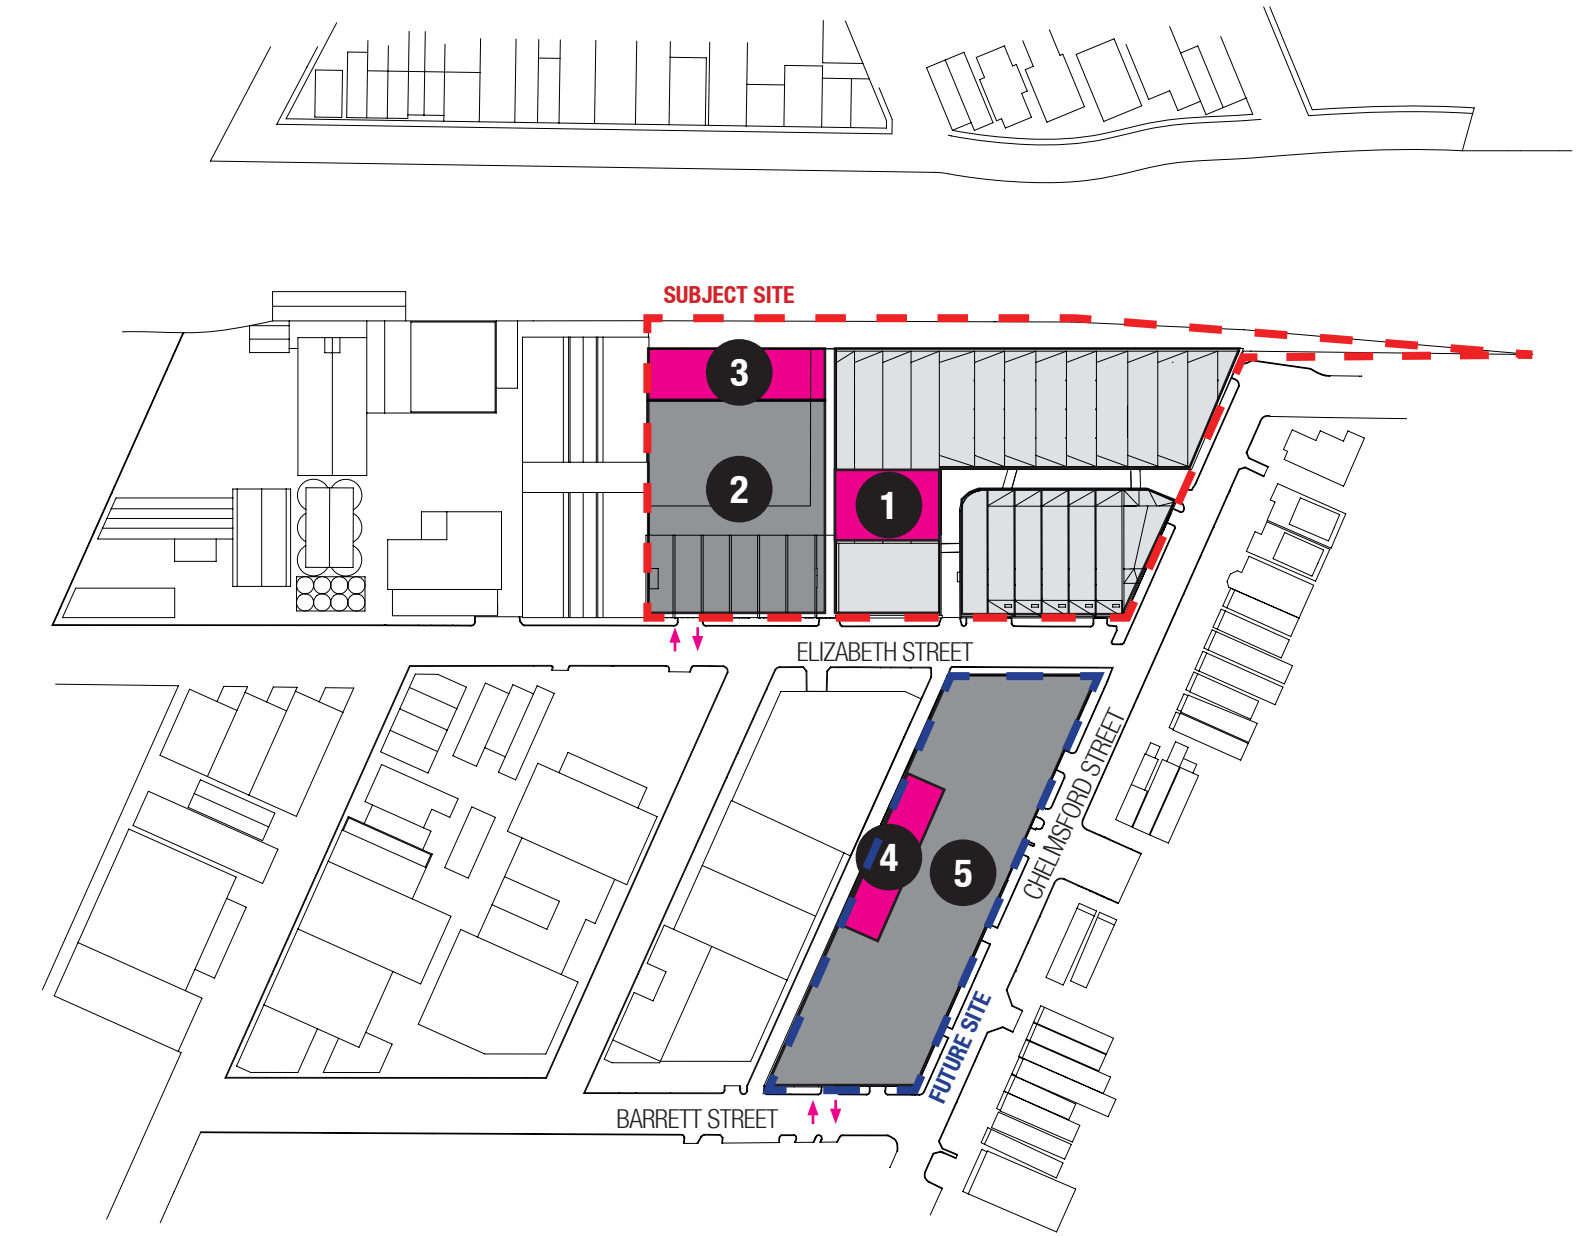 SUBJECT SITE
3
2
1
ELIZABETH STREET
CHELMSFORD STREET
4
5
FUTURE SITE
BARRETT STREET